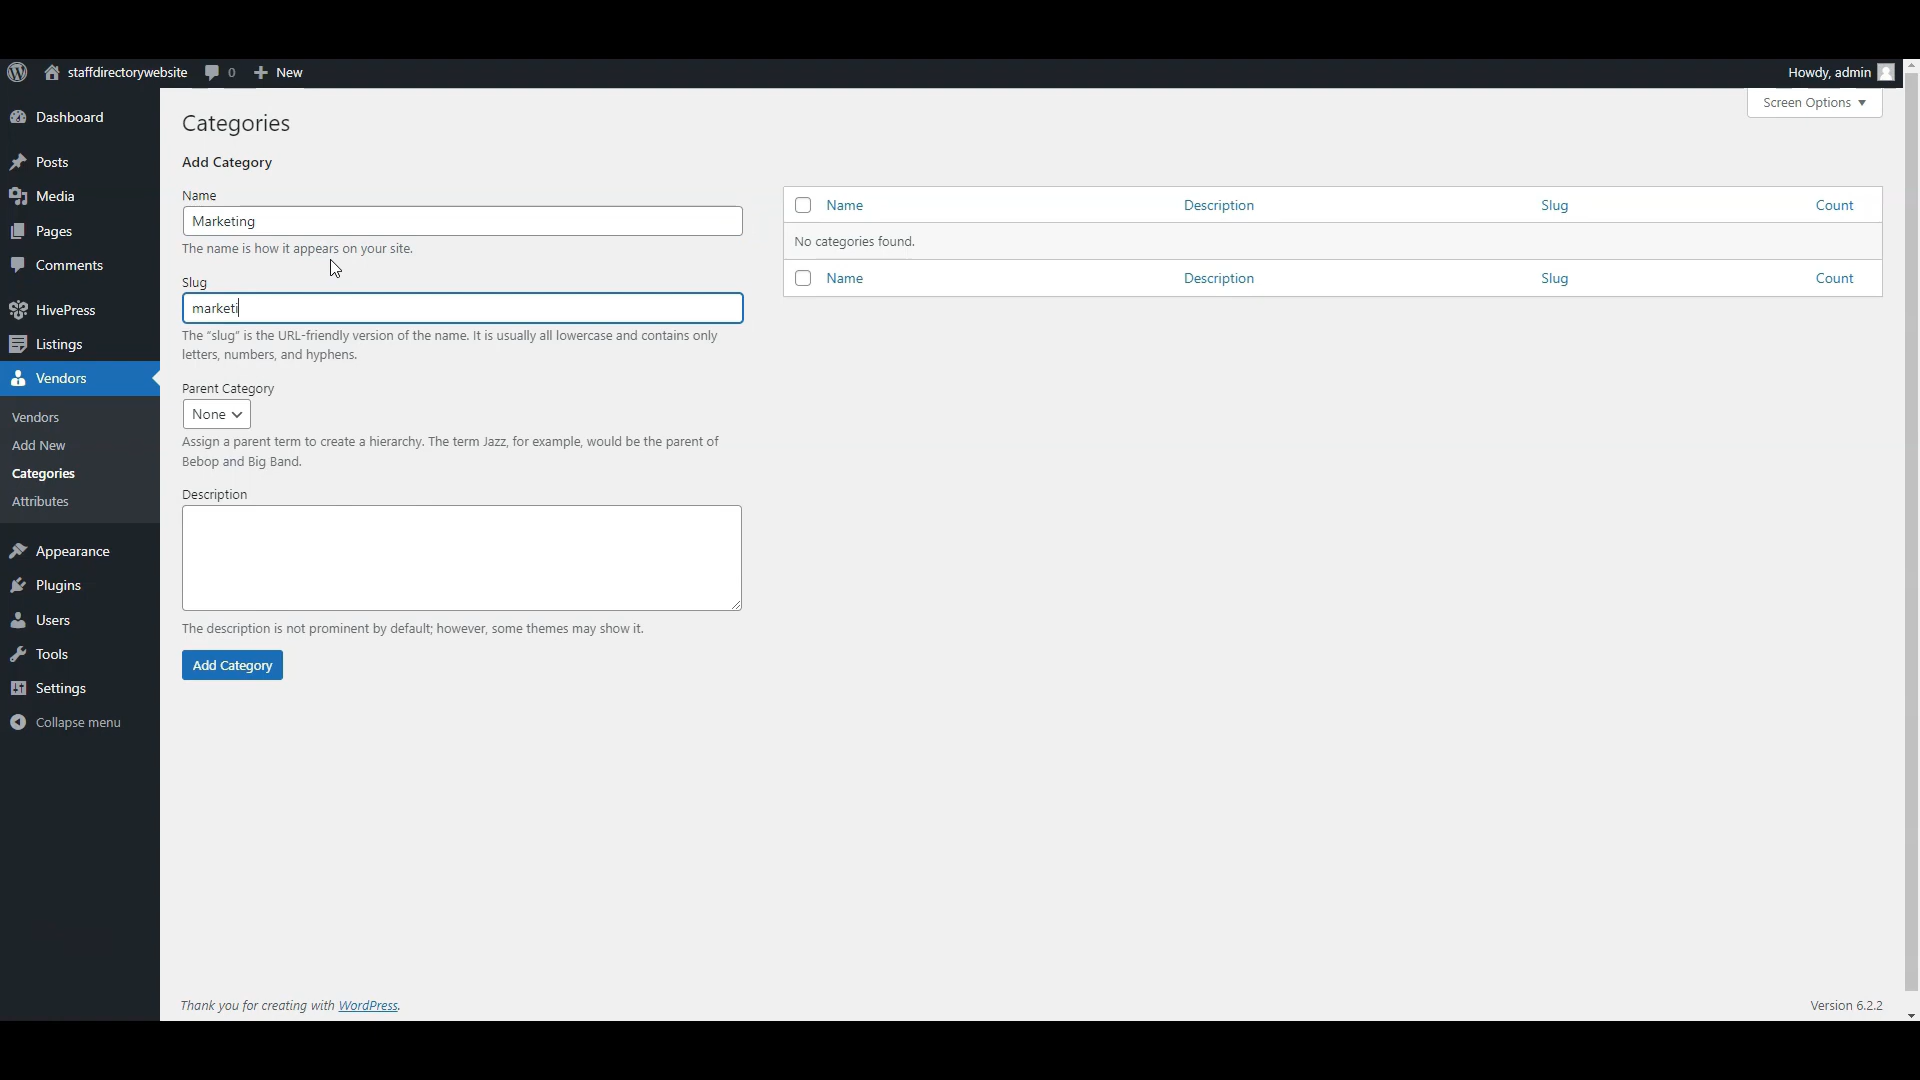 staffdirectorywebsite 0 New Howdy, admin
Screen Options
Dashboard
Posts
Media
Pages
Comments
HivePress
Listings
Vendors
Vendors
Add New
Categories
Attributes
Appearance
Plugins
Users
Tools
Settings
Collapse menu
Categories
Add Category
Name
Marketing
The name is how it appears on your site.
Slug
marketi
The “slug” is the URL-friendly version of the name. It is usually all lowercase and contains only
letters, numbers, and hyphens.
Parent Category
None
Assign a parent term to create a hierarchy. The term Jazz, for example, would be the parent of
Bebop and Big Band.
Description
The description is not prominent by default; however, some themes may show it.
Add Category
Name Description Slug Count
No categories found.
Name Description Slug Count
Thank you for creating with WordPress.
Version 6.2.2